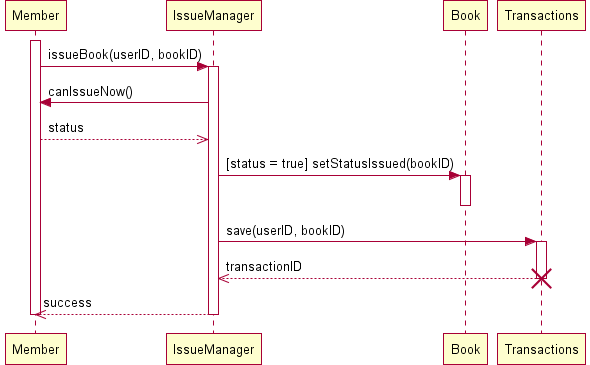 Member IssueManager Book Transactions
issueBook(userID, bookID)
canIssueNow()
status
[status = true] setStatusIssued(bookID)
save(userID, bookID)
transactionID
success
Member IssueManager Book Transactions